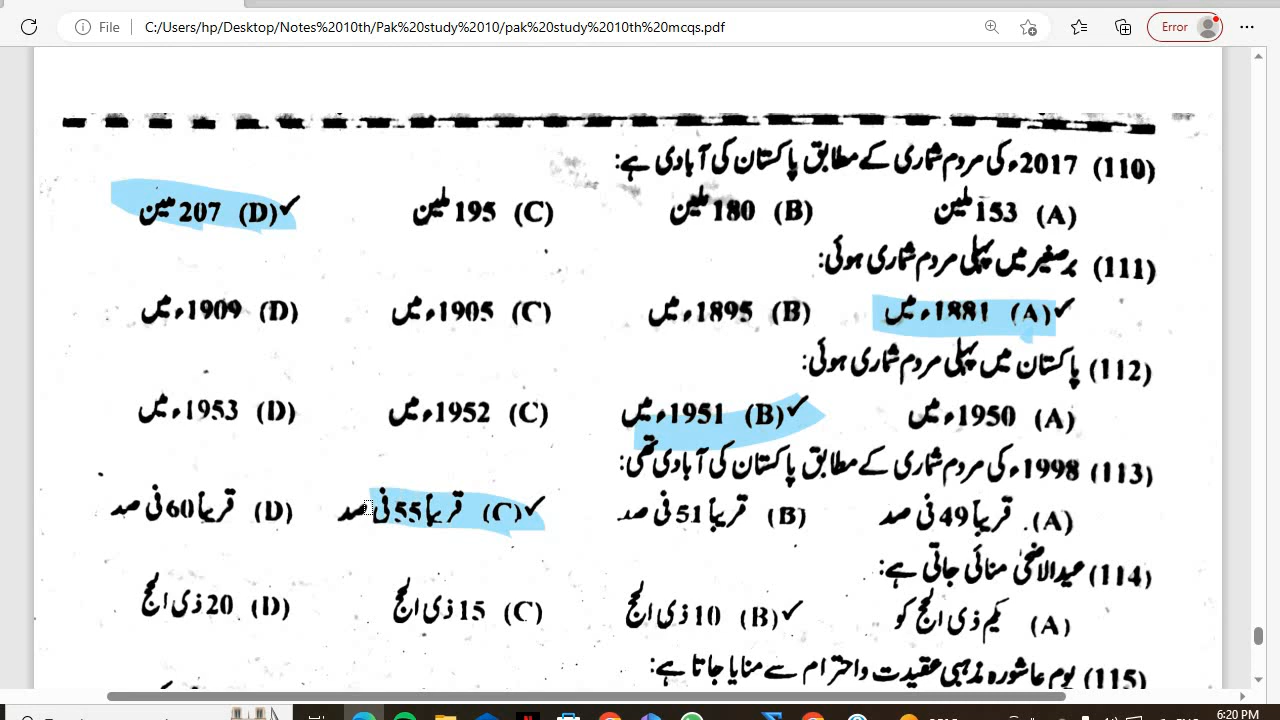 File C:/Users/hp/Desktop/Notes%2010th/Pak%20study%2010/pak%20study%2010th%20mcqs.pdf Error
(110) 2017ء کی مردم شماری کے مطابق پاکستان کی آبادی ہے:
(A) 153 ملین (B) 180 ملین (C) 195 ملین ✓(D) 207 ملین
(111) برصغیر میں پہلی مردم شماری ہوئی:
✓(A) 1881ء میں (B) 1895ء میں (C) 1905ء میں (D) 1909ء میں
(112) پاکستان میں پہلی مردم شماری ہوئی:
(A) 1950ء میں ✓(B) 1951ء میں (C) 1952ء میں (D) 1953ء میں
(113) 1998ء کی مردم شماری کے مطابق پاکستان کی آبادی تھی:
(A) قریباً 49 فی صد (B) قریباً 51 فی صد ✓(C) قریباً 55 فی صد (D) قریباً 60 فی صد
(114) عیدالاضحیٰ منائی جاتی ہے:
(A) یکم ذی الحج کو ✓(B) 10 ذی الحج (C) 15 ذی الحج (D) 20 ذی الحج
(115) یوم عاشورہ مذہبی عقیدت واحترام سے منایا جاتا ہے:
6:20 PM